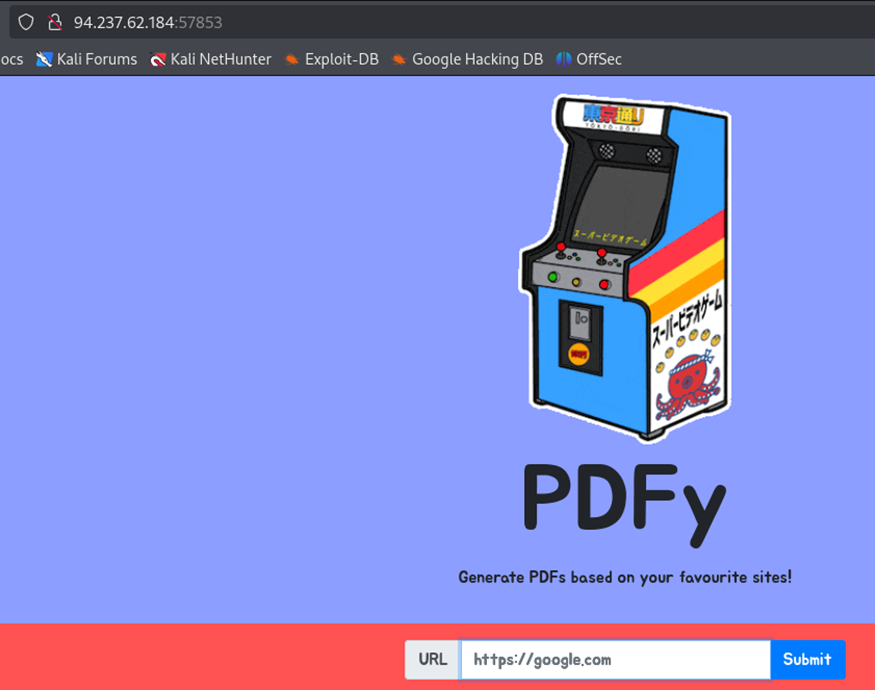 94.237.62.184:57853
ocs Kali Forums Kali NetHunter Exploit-DB Google Hacking DB OffSec
東京通り
TOKYO-DORI
スーパービデオゲーム
スーパービデオゲーム
PDFy
Generate PDFs based on your favourite sites!
URL https://google.com Submit